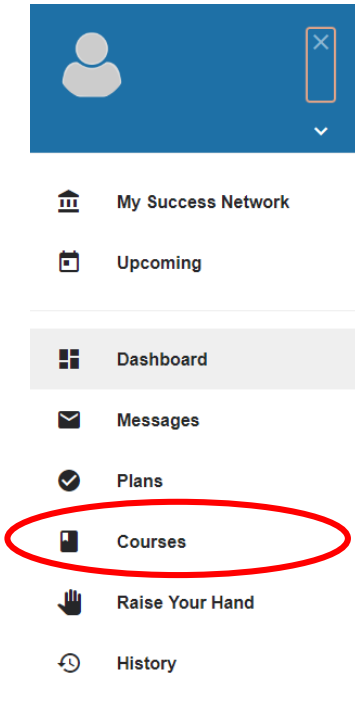 My Success Network
Upcoming
Dashboard
Messages
Plans
Courses
Raise Your Hand
History